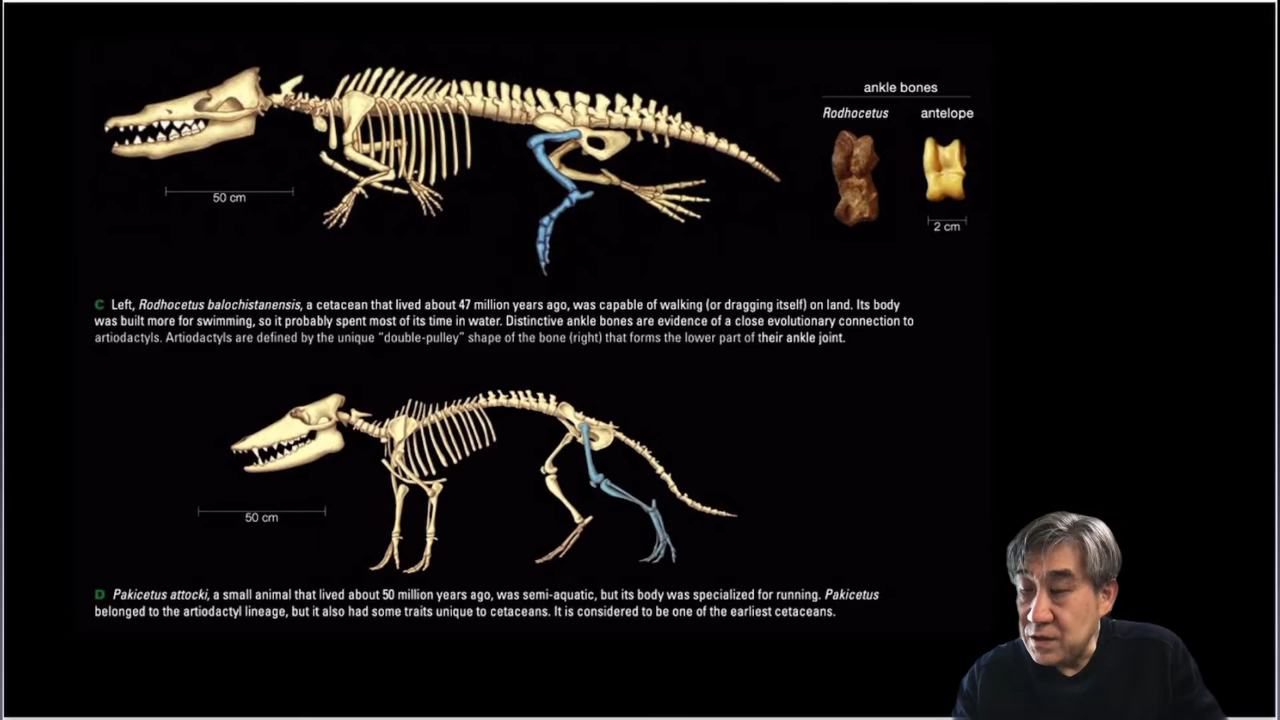 ankle bones
Rodhocetus
antelope
50 cm
2 cm
C Left, Rodhocetus balochistanensis, a cetacean that lived about 47 million years ago, was capable of walking (or dragging itself) on land. Its body
was built more for swimming, so it probably spent most of its time in water. Distinctive ankle bones are evidence of a close evolutionary connection to
artiodactyls. Artiodactyls are defined by the unique “double-pulley” shape of the bone (right) that forms the lower part of their ankle joint.
50 cm
D Pakicetus attocki, a small animal that lived about 50 million years ago, was semi-aquatic, but its body was specialized for running. Pakicetus
belonged to the artiodactyl lineage, but it also had some traits unique to cetaceans. It is considered to be one of the earliest cetaceans.